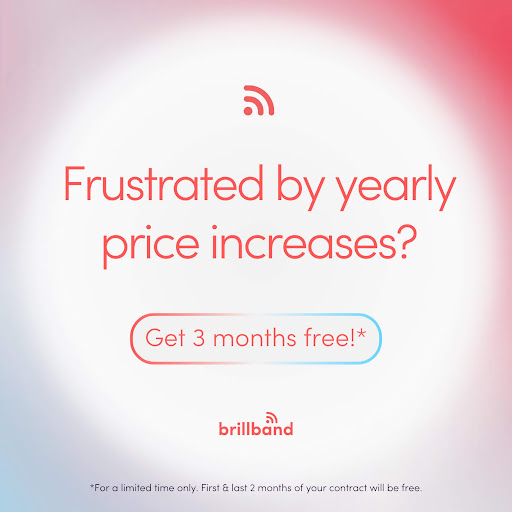 Frustrated by yearly
price increases?
Get 3 months free!*
brillband
*For a limited time only. First & last 2 months of your contract will be free.